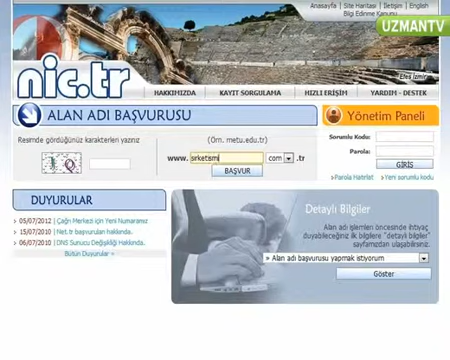 Anasayfa | Site Haritası | İletişim | English
Bilgi Edinme Kanunu
UZMANTV
nic.tr
Efes İzmir
HAKKIMIZDA
KAYIT SORGULAMA
HIZLI ERİŞİM
YARDIM - DESTEK
ALAN ADI BAŞVURUSU
Resimde gördüğünüz karakterleri yazınız
(Örn. metu.edu.tr)
www. sirketismi com .tr
BAŞVUR
Yönetim Paneli
Sorumlu Kodu:
Parola:
GİRİŞ
»Parola Hatırlat »Yeni sorumlu kodu
DUYURULAR
05/07/2012 | Çağrı Merkezi için Yeni Numaramız
15/07/2010 | Net.tr başvuruları hakkında.
06/07/2010 | DNS Sunucu Değişikliği Hakkında.
Bütün Duyurular »
Detaylı Bilgiler
Alan adı işlemleri öncesinde ihtiyaç
duyabileceğiniz ilk bilgilere "detaylı bilgiler"
sayfamızdan ulaşabilirsiniz.
» Alan adı başvurusu yapmak istiyorum
Göster